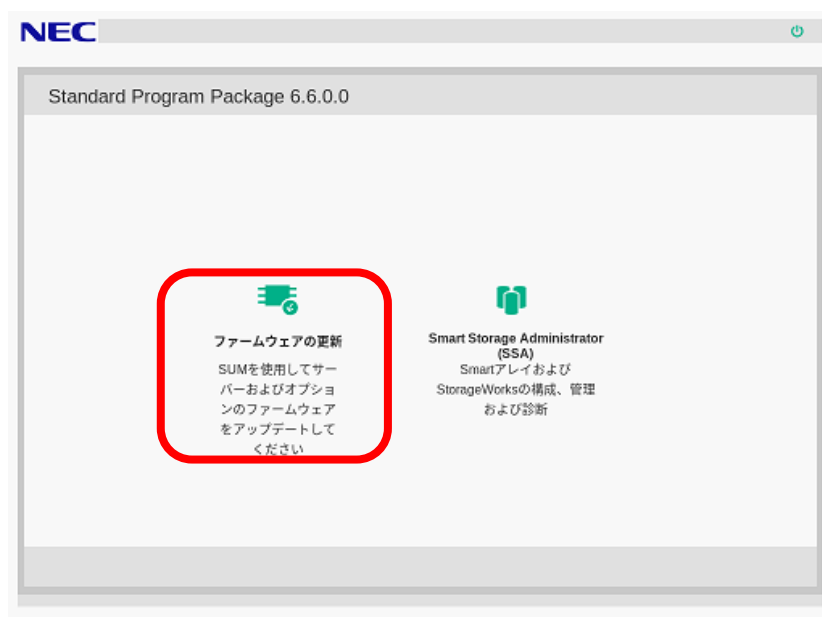 NEC
Standard Program Package 6.6.0.0
ファームウェアの更新
SUMを使用してサー
バーおよびオプショ
ンのファームウェア
をアップデートして
ください
Smart Storage Administrator
(SSA)
Smartアレイおよび
StorageWorksの構成、管理
および診断